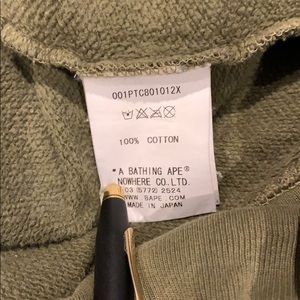 001PTC801012X
100% COTTON
*A BATHING APE®
NOWHERE CO.LTD.
03(5772)2524
WWW.BAPE.COM
MADE IN JAPAN